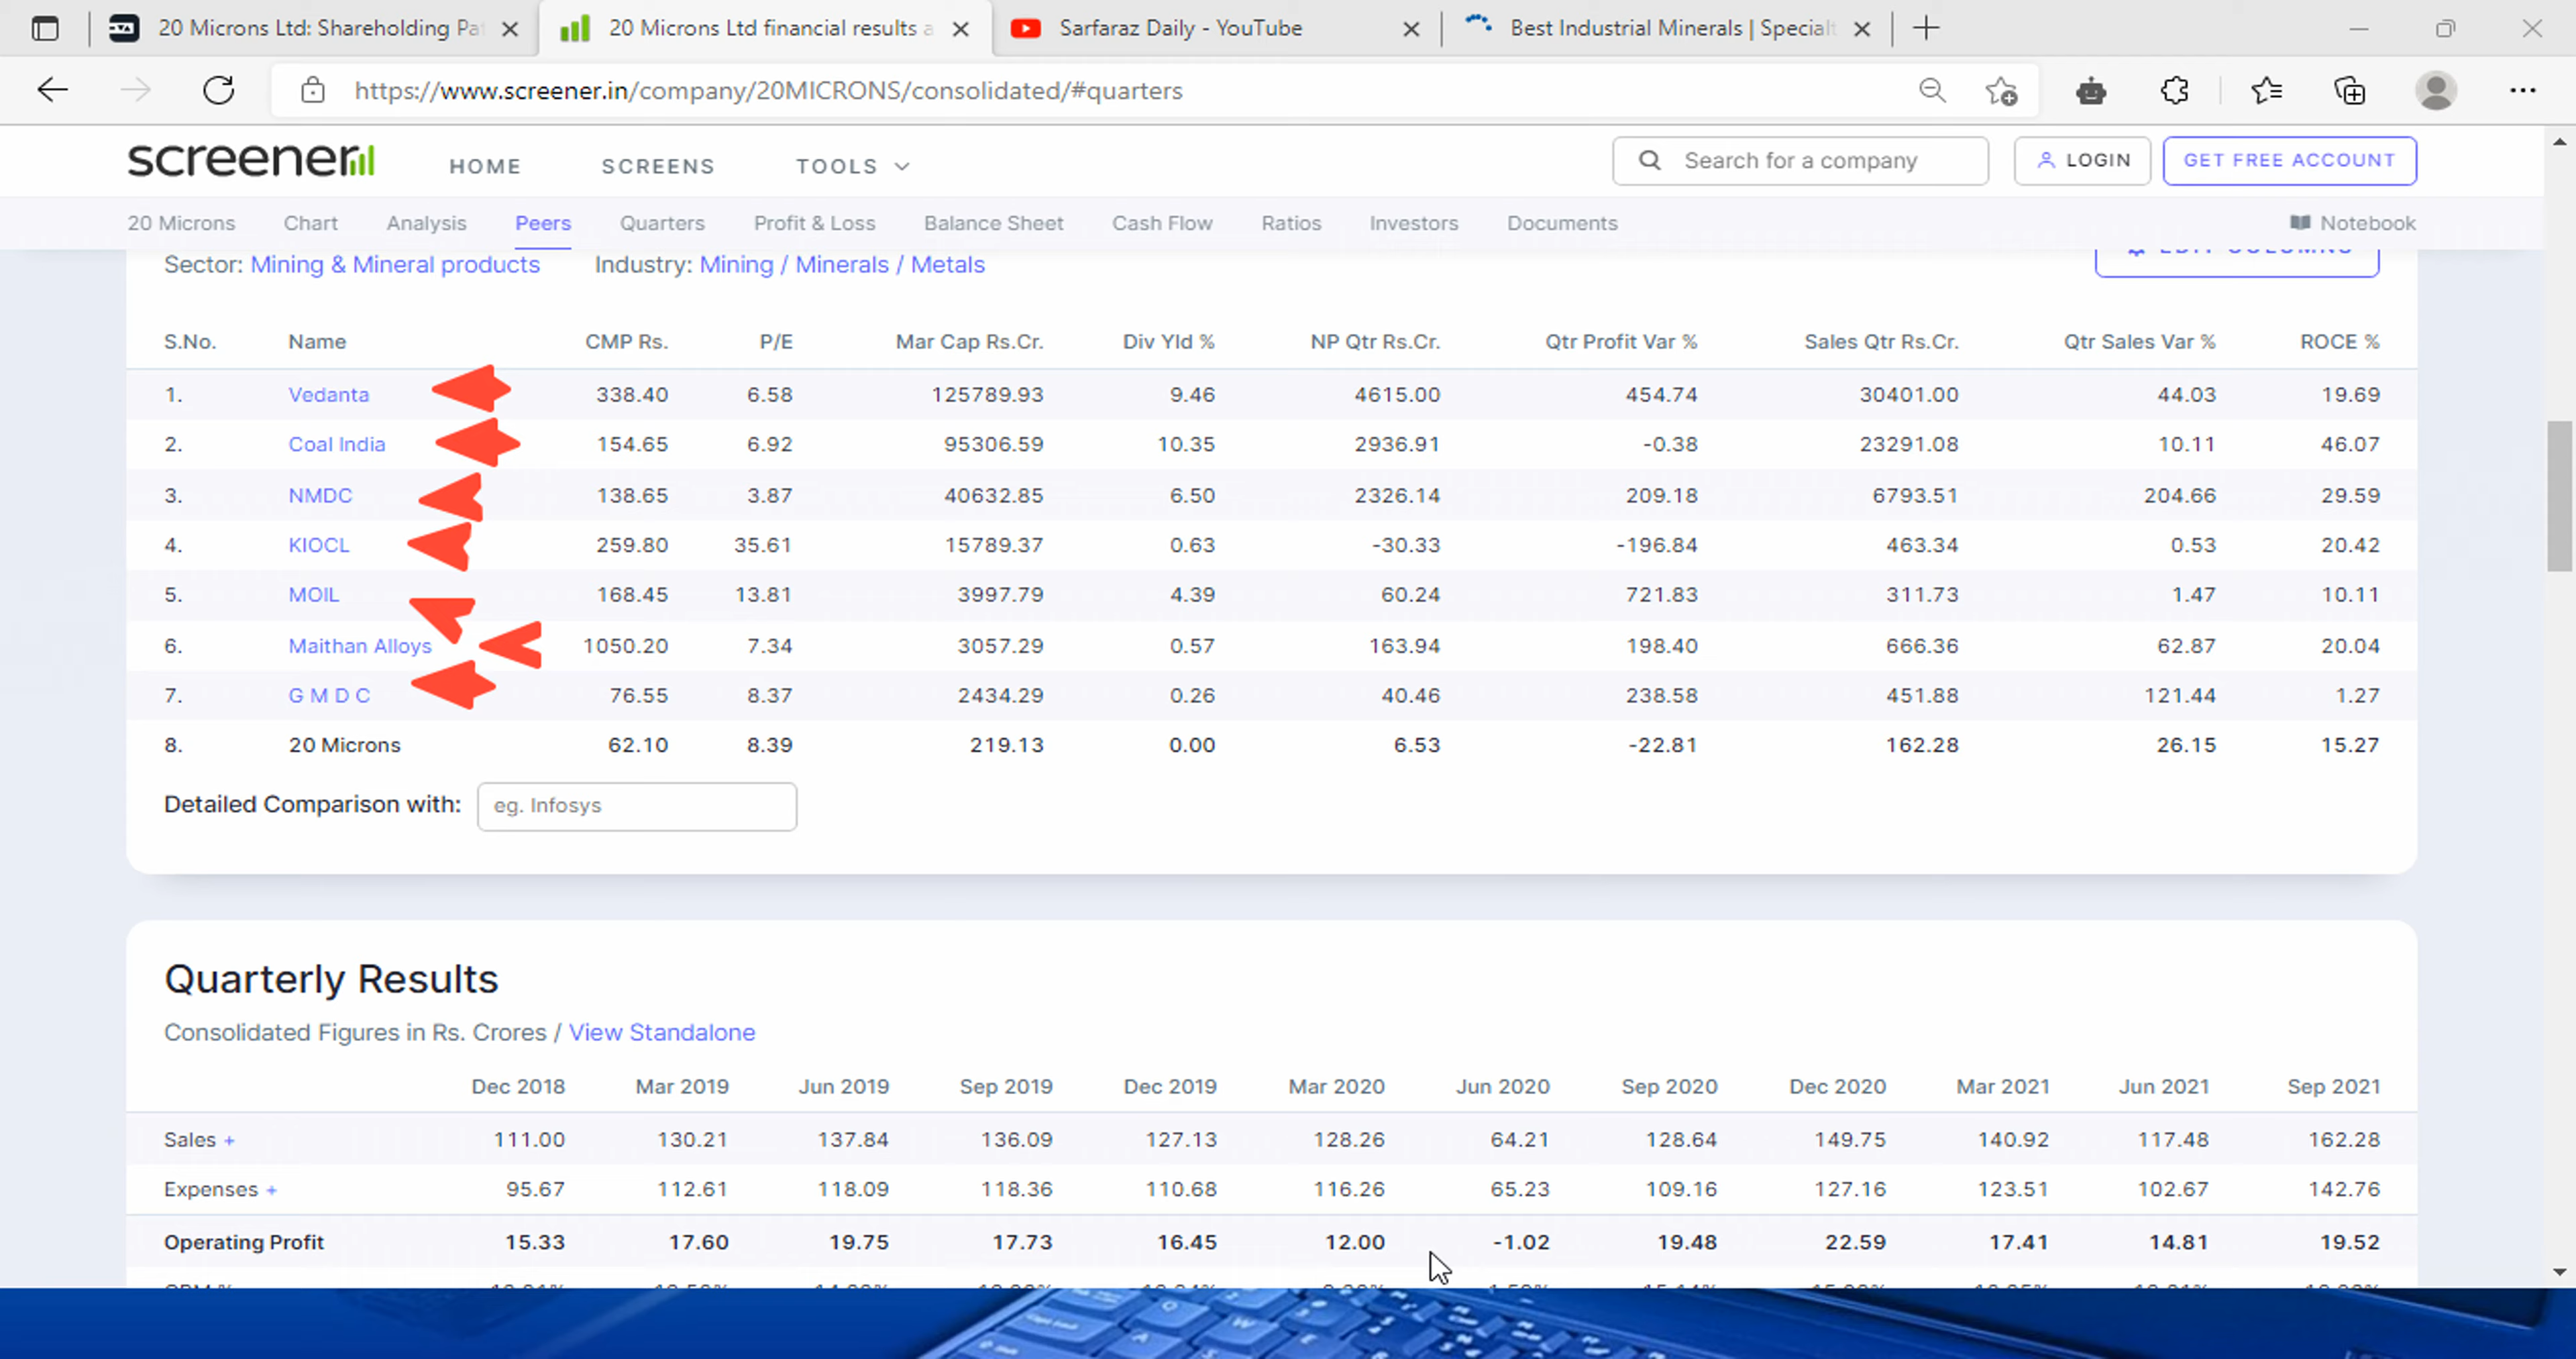 20 Microns Ltd: Shareholding Pat
20 Microns Ltd financial results a
Sarfaraz Daily - YouTube
Best Industrial Minerals | Specialt
https://www.screener.in/company/20MICRONS/consolidated/#quarters
screener HOME SCREENS TOOLS Search for a company LOGIN GET FREE ACCOUNT
20 Microns Chart Analysis Peers Quarters Profit & Loss Balance Sheet Cash Flow Ratios Investors Documents Notebook
Sector: Mining & Mineral products Industry: Mining / Minerals / Metals EDIT COLUMNS
S.No. Name CMP Rs. P/E Mar Cap Rs.Cr. Div Yld % NP Qtr Rs.Cr. Qtr Profit Var % Sales Qtr Rs.Cr. Qtr Sales Var % ROCE %
1. Vedanta 338.40 6.58 125789.93 9.46 4615.00 454.74 30401.00 44.03 19.69
2. Coal India 154.65 6.92 95306.59 10.35 2936.91 -0.38 23291.08 10.11 46.07
3. NMDC 138.65 3.87 40632.85 6.50 2326.14 209.18 6793.51 204.66 29.59
4. KIOCL 259.80 35.61 15789.37 0.63 -30.33 -196.84 463.34 0.53 20.42
5. MOIL 168.45 13.81 3997.79 4.39 60.24 721.83 311.73 1.47 10.11
6. Maithan Alloys 1050.20 7.34 3057.29 0.57 163.94 198.40 666.36 62.87 20.04
7. G M D C 76.55 8.37 2434.29 0.26 40.46 238.58 451.88 121.44 1.27
8. 20 Microns 62.10 8.39 219.13 0.00 6.53 -22.81 162.28 26.15 15.27
Detailed Comparison with: eg. Infosys
Quarterly Results
Consolidated Figures in Rs. Crores / View Standalone
Dec 2018 Mar 2019 Jun 2019 Sep 2019 Dec 2019 Mar 2020 Jun 2020 Sep 2020 Dec 2020 Mar 2021 Jun 2021 Sep 2021
Sales + 111.00 130.21 137.84 136.09 127.13 128.26 64.21 128.64 149.75 140.92 117.48 162.28
Expenses + 95.67 112.61 118.09 118.36 110.68 116.26 65.23 109.16 127.16 123.51 102.67 142.76
Operating Profit 15.33 17.60 19.75 17.73 16.45 12.00 -1.02 19.48 22.59 17.41 14.81 19.52